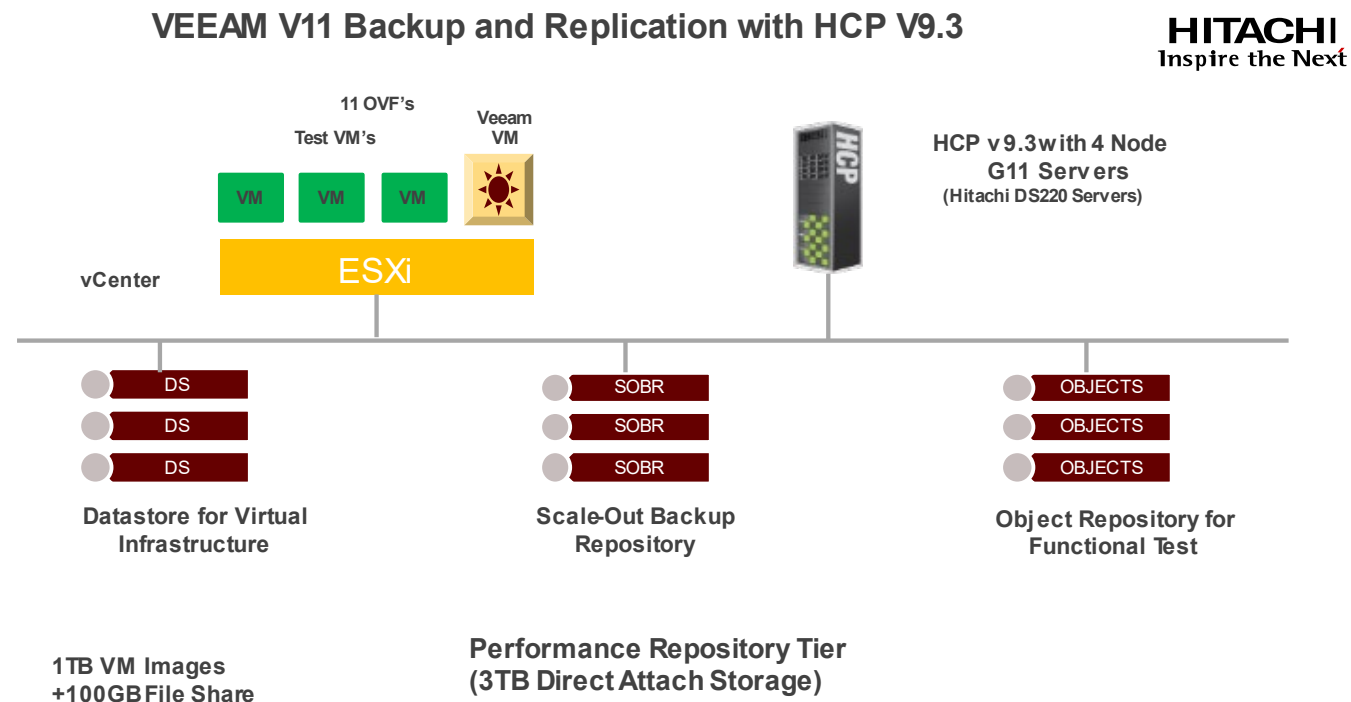 VEEAM V11 Backup and Replication with HCP V9.3
HITACHI
Inspire the Next
11 OVF's
Test VM's
Veeam
VM
VM
VM
VM
HCP
HCP v 9.3with 4 Node
G11 Servers
(Hitachi DS220 Servers)
vCenter
ESXi
DS
DS
DS
SOBR
SOBR
SOBR
OBJECTS
OBJECTS
OBJECTS
Datastore for Virtual
Infrastructure
Scale-Out Backup
Repository
Object Repository for
Functional Test
1TB VM Images
+100GB File Share
Performance Repository Tier
(3TB Direct Attach Storage)